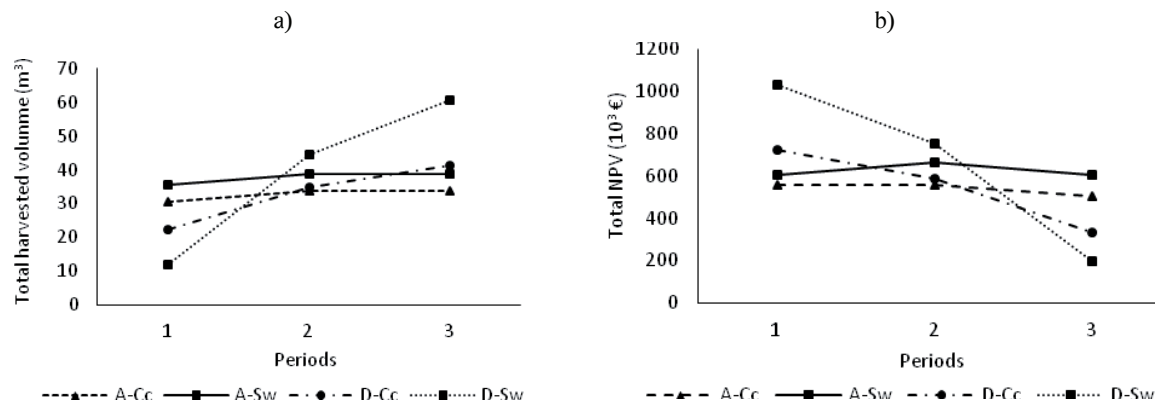 a)
Total harvested volunme (m³)
70
60
50
40
30
20
10
0
1 2 3
Periods
A-Cc A-Sw D-Cc D-Sw
b)
Total NPV (10³ €)
1200
1000
800
600
400
200
0
1 2 3
Periods
A-Cc A-Sw D-Cc D-Sw